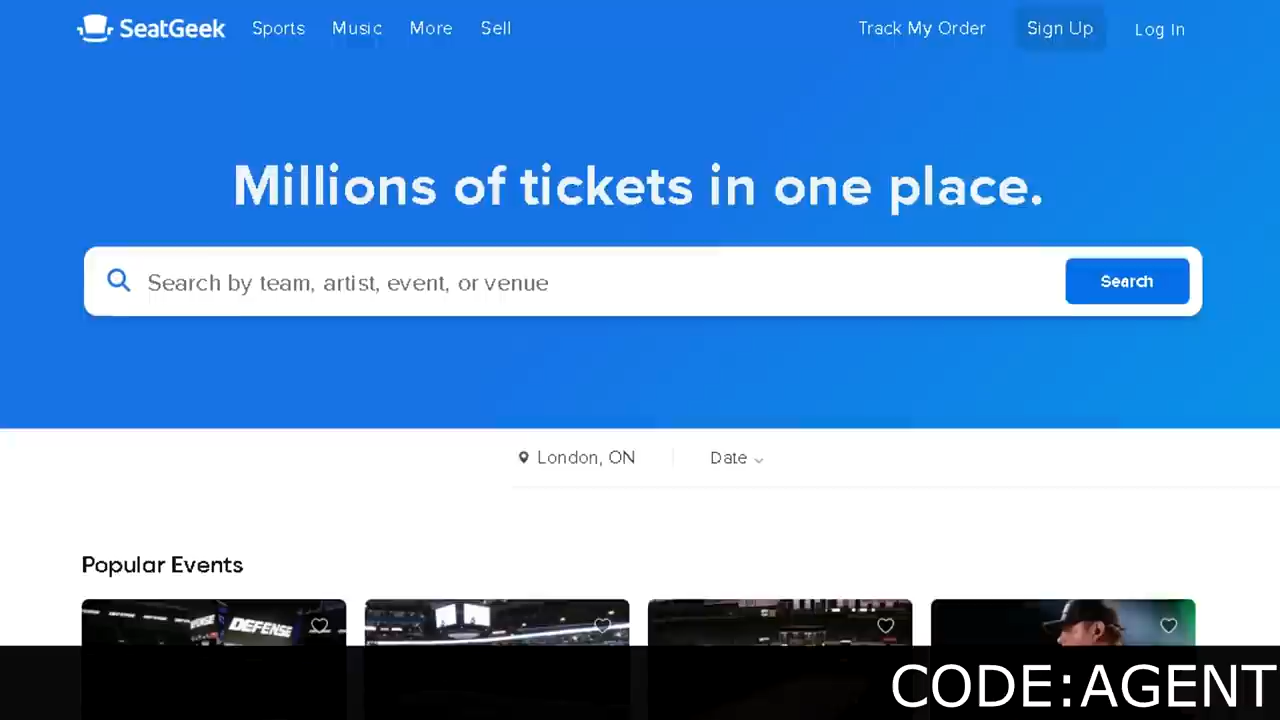 SeatGeek Sports Music More Sell Track My Order Sign Up Log In
Millions of tickets in one place.
Search by team, artist, event, or venue Search
London, ON Date
Popular Events
DEFENSE DEFENSE
CODE:AGENT